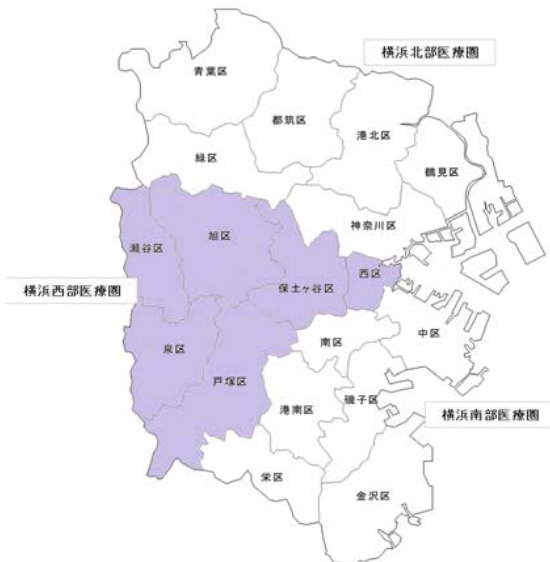 横浜北部医療圏
青葉区
都筑区
港北区
緑区
鶴見区
神奈川区
瀬谷区
旭区
保土ヶ谷区
西区
横浜西部医療圏
泉区
戸塚区
南区
中区
港南区
磯子区
横浜南部医療圏
栄区
金沢区